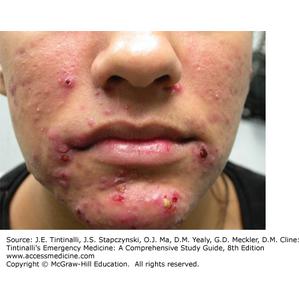 Source: J.E. Tintinalli, J.S. Stapczynski, O.J. Ma, D.M. Yealy, G.D. Meckler, D.M. Cline:
Tintinalli's Emergency Medicine: A Comprehensive Study Guide, 8th Edition
www.accessmedicine.com
Copyright © McGraw-Hill Education.  All rights reserved.